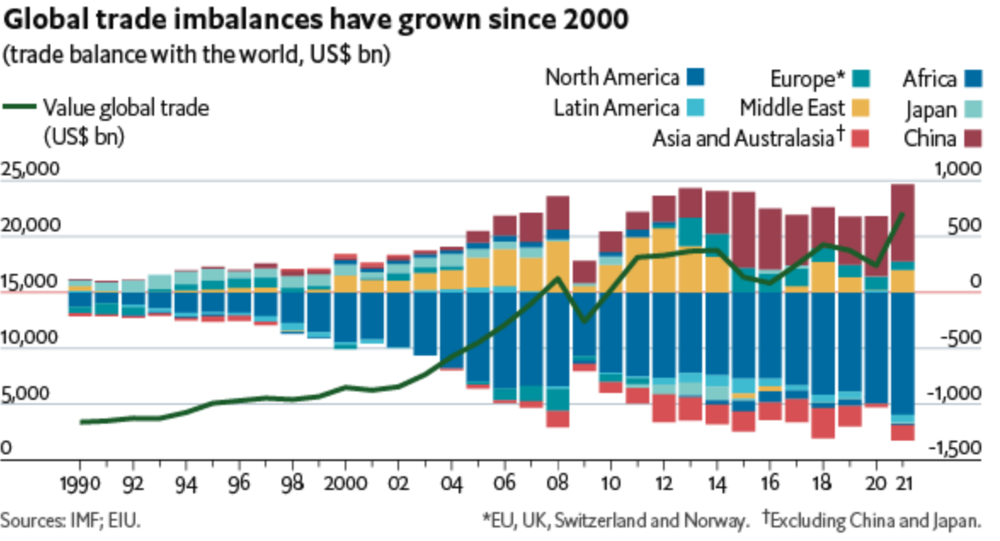 Global trade imbalances have grown since 2000
(trade balance with the world, US$ bn)
Value global trade
(US$ bn)
North America
Europe*
Africa
Latin America
Middle East
Japan
Asia and Australasia†
China
25,000
1,000
20,000
500
15,000
0
10,000
-500
5,000
-1,000
0
-1,500
1990 92 94 96 98 2000 02 04 06 08 10 12 14 16 18 20 21
Sources: IMF; EIU.
*EU, UK, Switzerland and Norway. †Excluding China and Japan.